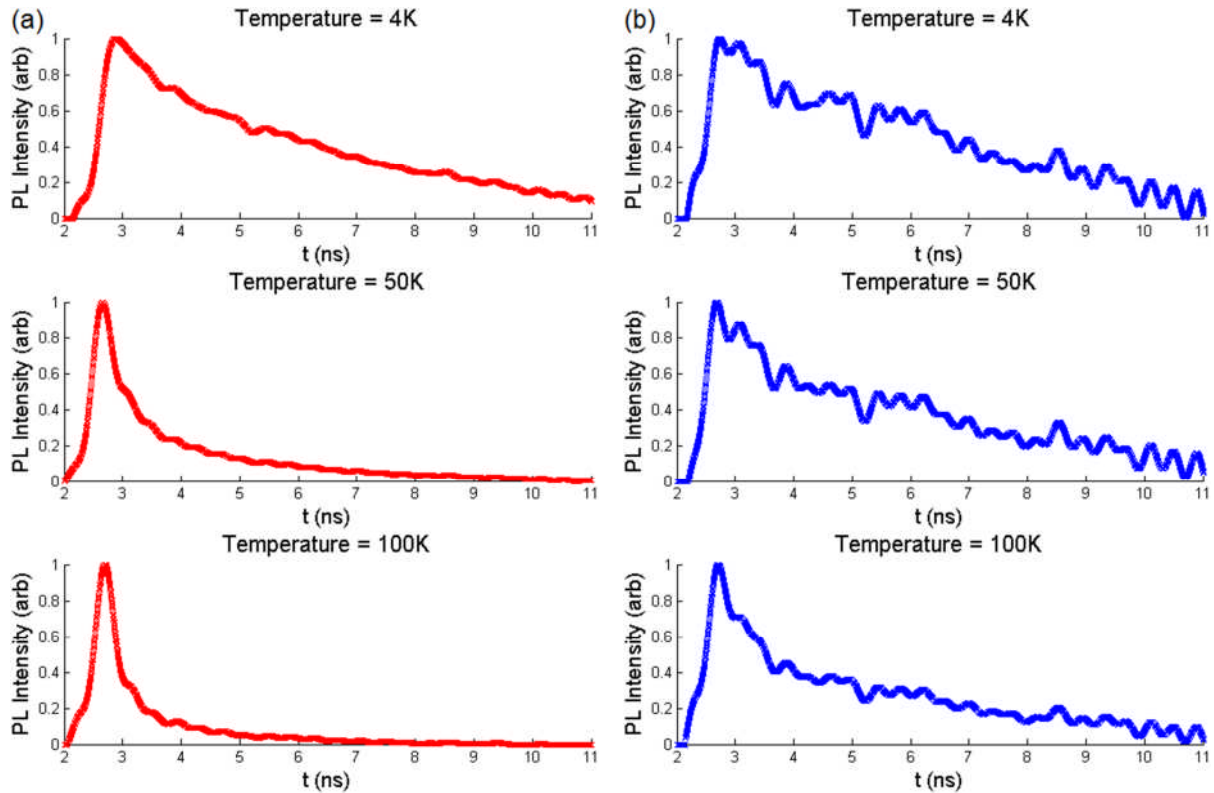 (a)
Temperature = 4K
PL Intensity (arb)
1
0.8
0.6
0.4
0.2
0
2 3 4 5 6 7 8 9 10 11
t (ns)
Temperature = 50K
PL Intensity (arb)
1
0.8
0.6
0.4
0.2
0
2 3 4 5 6 7 8 9 10 11
t (ns)
Temperature = 100K
PL Intensity (arb)
1
0.8
0.6
0.4
0.2
0
2 3 4 5 6 7 8 9 10 11
t (ns)
(b)
Temperature = 4K
PL Intensity (arb)
1
0.8
0.6
0.4
0.2
0
2 3 4 5 6 7 8 9 10 11
t (ns)
Temperature = 50K
PL Intensity (arb)
1
0.8
0.6
0.4
0.2
0
2 3 4 5 6 7 8 9 10 11
t (ns)
Temperature = 100K
PL Intensity (arb)
1
0.8
0.6
0.4
0.2
0
2 3 4 5 6 7 8 9 10 11
t (ns)